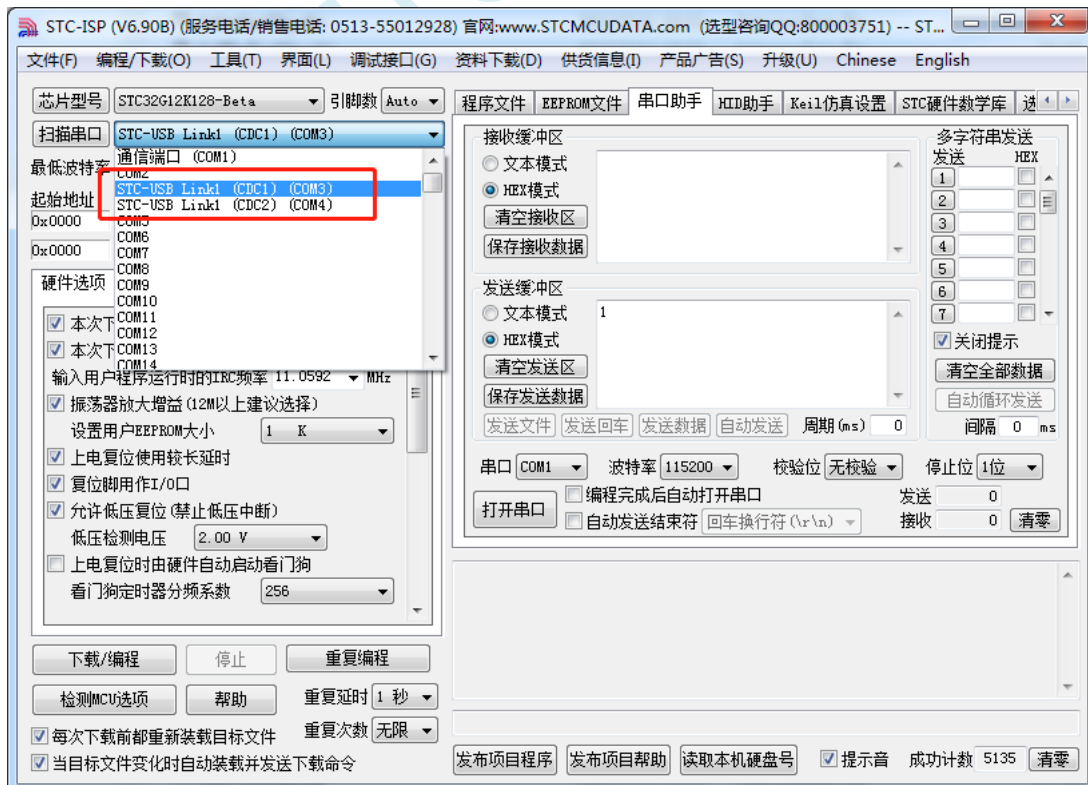 STC-ISP (V6.90B) (服务电话/销售电话: 0513-55012928) 官网:www.STCMCUDATA.com (选型咨询QQ:800003751) -- ST...
文件(F) 编程/下载(O) 工具(T) 界面(L) 调试接口(G) 资料下载(D) 供货信息(I) 产品广告(S) 升级(U) Chinese English
芯片型号 STC32G12K128-Beta 引脚数 Auto
扫描串口 STC-USB Link1 (CDC1) (COM3)
最低波特率
起始地址
0x0000
0x0000
通信端口 (COM1)
COM2
STC-USB Link1 (CDC1) (COM3)
STC-USB Link1 (CDC2) (COM4)
COM5
COM6
COM7
COM8
COM9
COM10
COM11
COM12
COM13
COM14
硬件选项
本次下
本次下
输入用户程序运行时的IRC频率 11.0592 MHz
振荡器放大增益(12M以上建议选择)
设置用户EEPROM大小 1 K
上电复位使用较长延时
复位脚用作I/O口
允许低压复位(禁止低压中断)
低压检测电压 2.00 V
上电复位时由硬件自动启动看门狗
看门狗定时器分频系数 256
下载/编程 停止 重复编程
检测MCU选项 帮助 重复延时 1 秒
重复次数 无限
每次下载前都重新装载目标文件
当目标文件变化时自动装载并发送下载命令
程序文件 EEPROM文件 串口助手 HID助手 Keil仿真设置 STC硬件数学库
接收缓冲区
文本模式
HEX模式
清空接收区
保存接收数据
发送缓冲区
文本模式 1
HEX模式
清空发送区
保存发送数据
发送文件 发送回车 发送数据 自动发送 周期(ms) 0
多字符串发送
发送 HEX
1
2
3
4
5
6
7
关闭提示
清空全部数据
自动循环发送
间隔 0 ms
串口 COM1 波特率 115200 校验位 无校验 停止位 1位
打开串口 编程完成后自动打开串口 发送 0
自动发送结束符 回车换行符(\r\n) 接收 0 清零
发布项目程序 发布项目帮助 读取本机硬盘号 提示音 成功计数 5135 清零